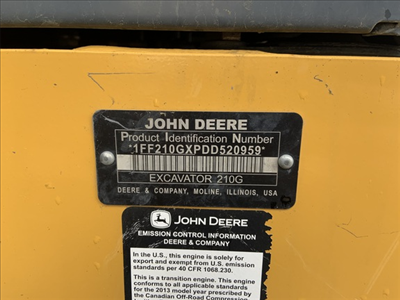 JOHN DEERE
Product Identification Number
*1FF210GXPDD520959*
EXCAVATOR 210G
DEERE & COMPANY, MOLINE, ILLINOIS, USA
JOHN DEERE
EMISSION CONTROL INFORMATION
DEERE & COMPANY
In the U.S., this engine is solely for
export and exempt from U.S. emission
standards per 40 CFR 1068.230.
This is a transition engine. This engine
conforms to all applicable standards
for the 2013 model year prescribed by
the Canadian Off-Road Compression